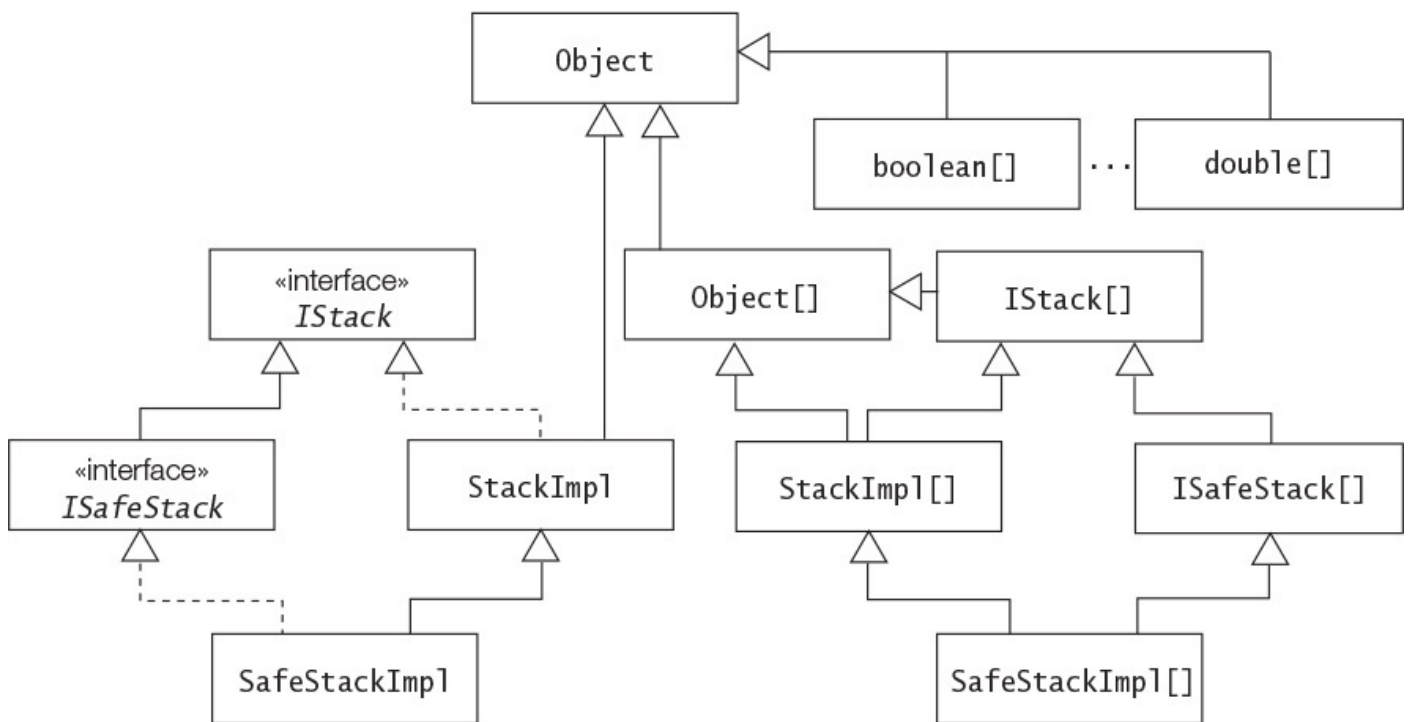 Object
boolean[]
...
double[]
«interface»
IStack
Object[]
IStack[]
«interface»
ISafeStack
StackImpl
StackImpl[]
ISafeStack[]
SafeStackImpl
SafeStackImpl[]